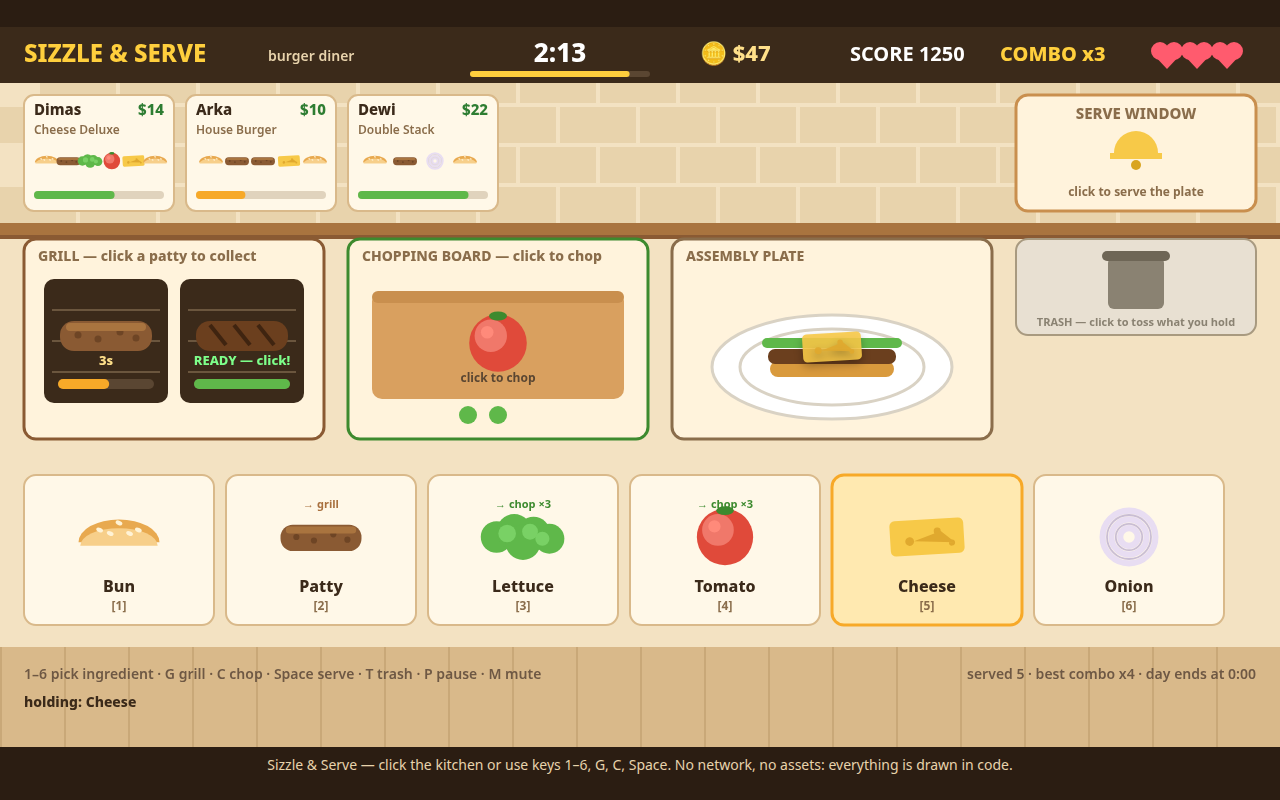 SIZZLE & SERVE
burger diner
2:13
$47
SCORE 1250
COMBO x3
Dimas $14
Cheese Deluxe
Arka $10
House Burger
Dewi $22
Double Stack
SERVE WINDOW
click to serve the plate
GRILL — click a patty to collect
3s
READY — click!
CHOPPING BOARD — click to chop
click to chop
ASSEMBLY PLATE
TRASH — click to toss what you hold
Bun
[1]
→ grill
Patty
[2]
→ chop ×3
Lettuce
[3]
→ chop ×3
Tomato
[4]
Cheese
[5]
Onion
[6]
1–6 pick ingredient · G grill · C chop · Space serve · T trash · P pause · M mute
served 5 · best combo x4 · day ends at 0:00
holding: Cheese
Sizzle & Serve — click the kitchen or use keys 1–6, G, C, Space. No network, no assets: everything is drawn in code.